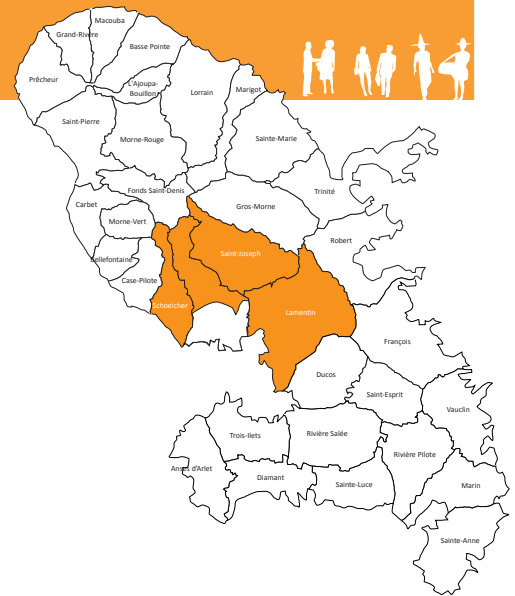 Macouba
Grand-Rivère
Basse Pointe
Prêcheur
L'Ajoupa-
Bouillon
Lorrain
Marigot
Saint-Pierre
Morne-Rouge
Sainte-Marie
Fonds Saint-Denis
Trinité
Carbet
Gros-Morne
Morne-Vert
Robert
Bellefontaine
Saint-Joseph
Case-Pilote
Schoelcher
Lamentin
François
Ducos
Saint-Esprit
Vauclin
Trois-Ilets
Rivière Salée
Rivière Pilote
Anses d'Arlet
Diamant
Sainte-Luce
Marin
Sainte-Anne